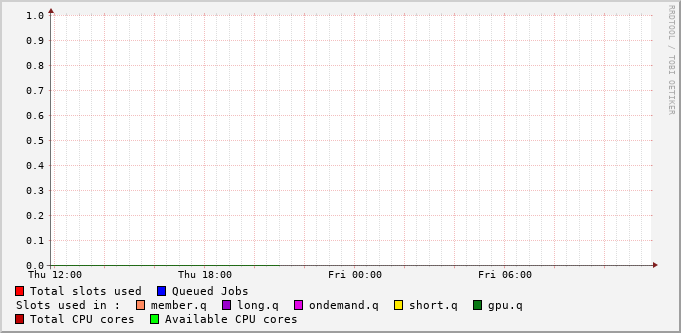 1.0
0.9
0.8
0.7
0.6
0.5
0.4
0.3
0.2
0.1
0.0
Thu 12:00 Thu 18:00 Fri 00:00 Fri 06:00
Total slots used Queued Jobs
Slots used in : member.q long.q ondemand.q short.q gpu.q
Total CPU cores Available CPU cores
RRDTOOL / TOBI OETIKER